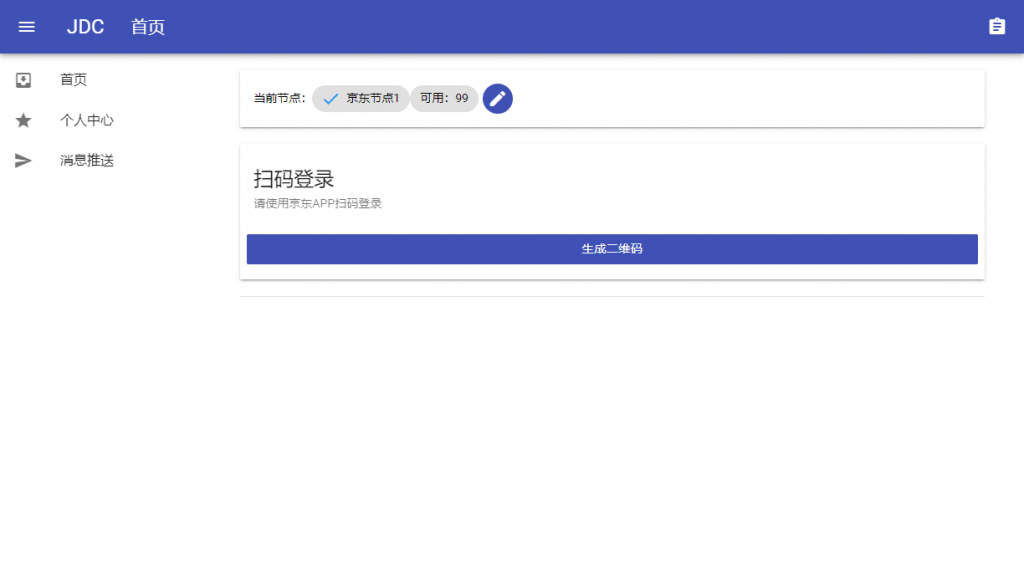 JDC 首页
首页
个人中心
消息推送
当前节点： 京东节点1 可用：99
扫码登录
请使用京东APP扫码登录
生成二维码